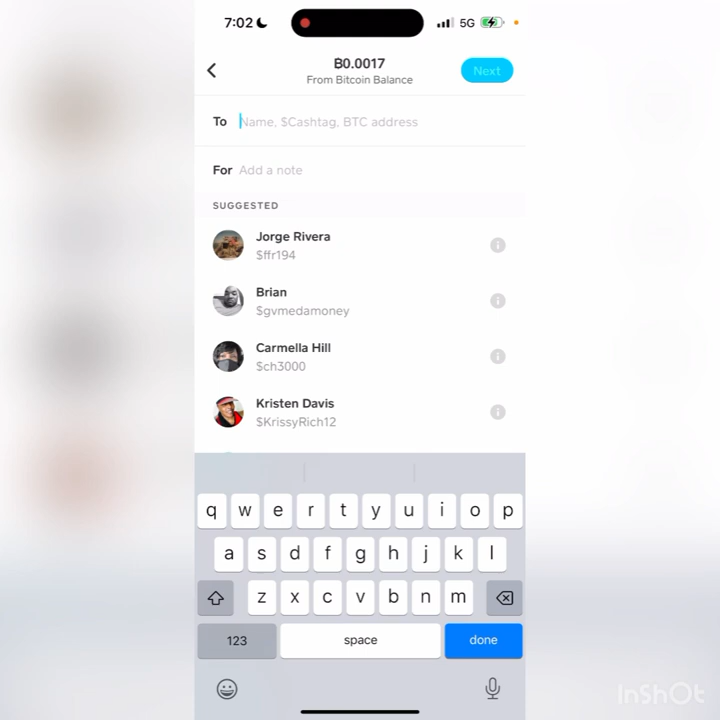 7:02
5G
₿0.0017
From Bitcoin Balance
Next
To Name, $Cashtag, BTC address
For Add a note
SUGGESTED
Jorge Rivera
$ffr194
Brian
$gvmedamoney
Carmella Hill
$ch3000
Kristen Davis
$KrissyRich12
q w e r t y u i o p
a s d f g h j k l
z x c v b n m
123 space done
InShOt